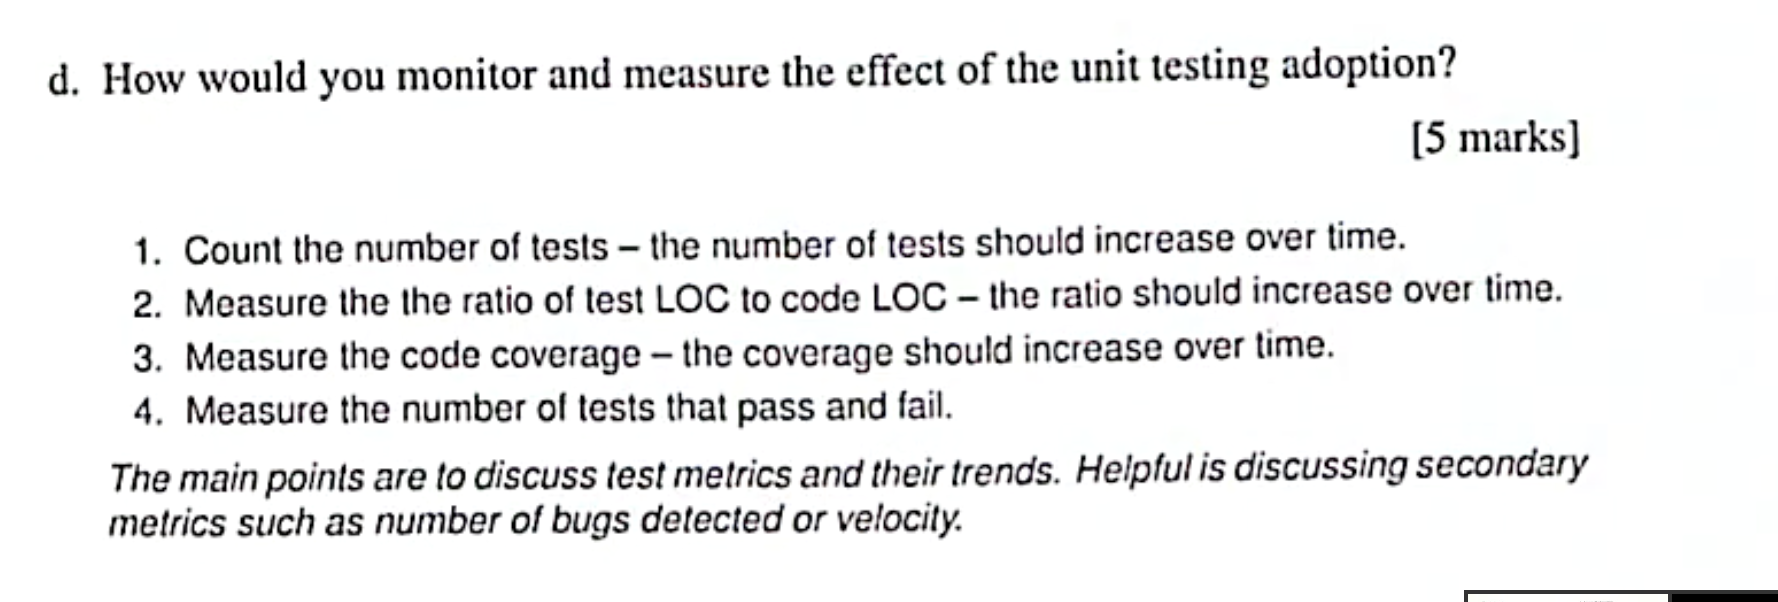 d. How would you monitor and measure the effect of the unit testing adoption?
[5 marks]
1. Count the number of tests – the number of tests should increase over time.
2. Measure the the ratio of test LOC to code LOC – the ratio should increase over time.
3. Measure the code coverage – the coverage should increase over time.
4. Measure the number of tests that pass and fail.
The main points are to discuss test metrics and their trends. Helpful is discussing secondary
metrics such as number of bugs detected or velocity.